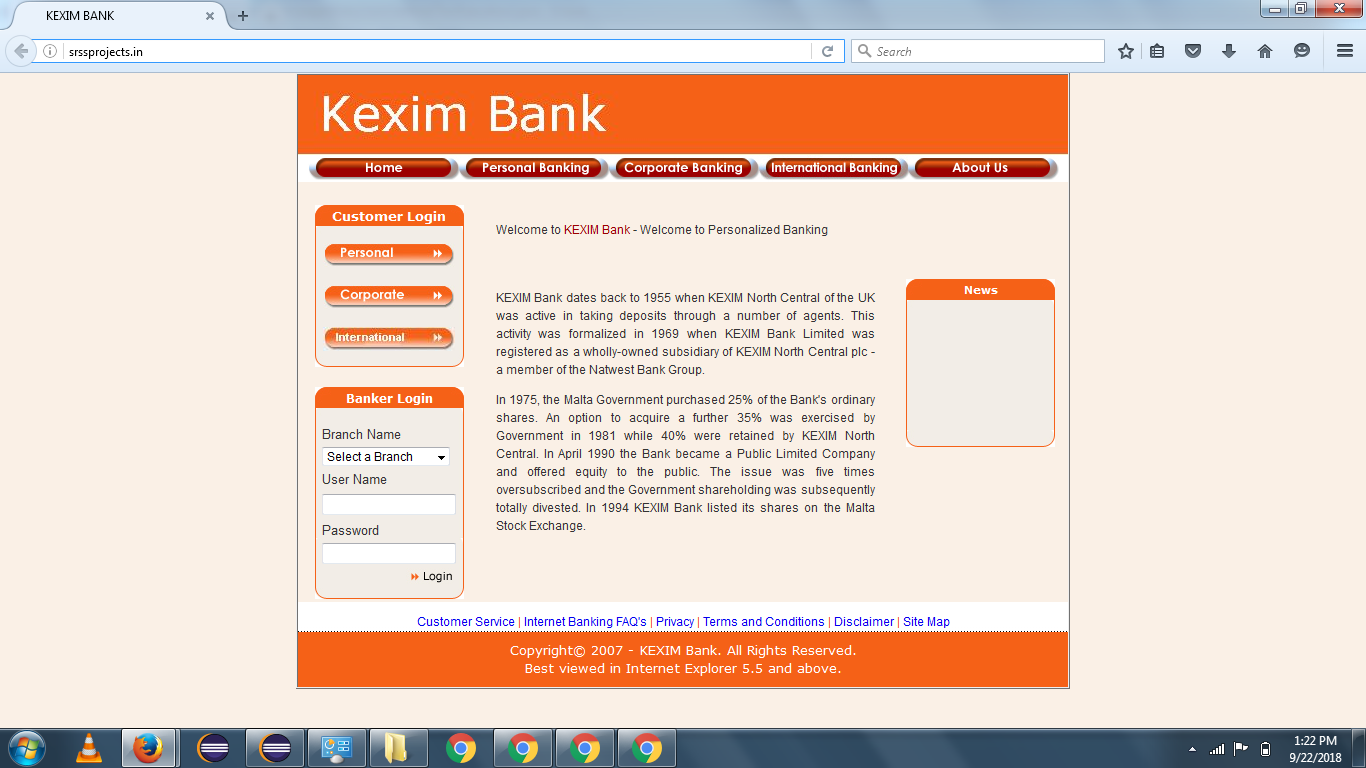 KEXIM BANK
srssprojects.in
Search
Kexim Bank
Home
Personal Banking
Corporate Banking
International Banking
About Us
Customer Login
Personal
Corporate
International
Banker Login
Branch Name
Select a Branch
User Name
Password
Login
Welcome to KEXIM Bank - Welcome to Personalized Banking
KEXIM Bank dates back to 1955 when KEXIM North Central of the UK
was active in taking deposits through a number of agents. This
activity was formalized in 1969 when KEXIM Bank Limited was
registered as a wholly-owned subsidiary of KEXIM North Central plc -
a member of the Natwest Bank Group.
In 1975, the Malta Government purchased 25% of the Bank's ordinary
shares. An option to acquire a further 35% was exercised by
Government in 1981 while 40% were retained by KEXIM North
Central. In April 1990 the Bank became a Public Limited Company
and offered equity to the public. The issue was five times
oversubscribed and the Government shareholding was subsequently
totally divested. In 1994 KEXIM Bank listed its shares on the Malta
Stock Exchange.
News
Customer Service | Internet Banking FAQ's | Privacy | Terms and Conditions | Disclaimer | Site Map
Copyright© 2007 - KEXIM Bank. All Rights Reserved.
Best viewed in Internet Explorer 5.5 and above.
1:22 PM
9/22/2018